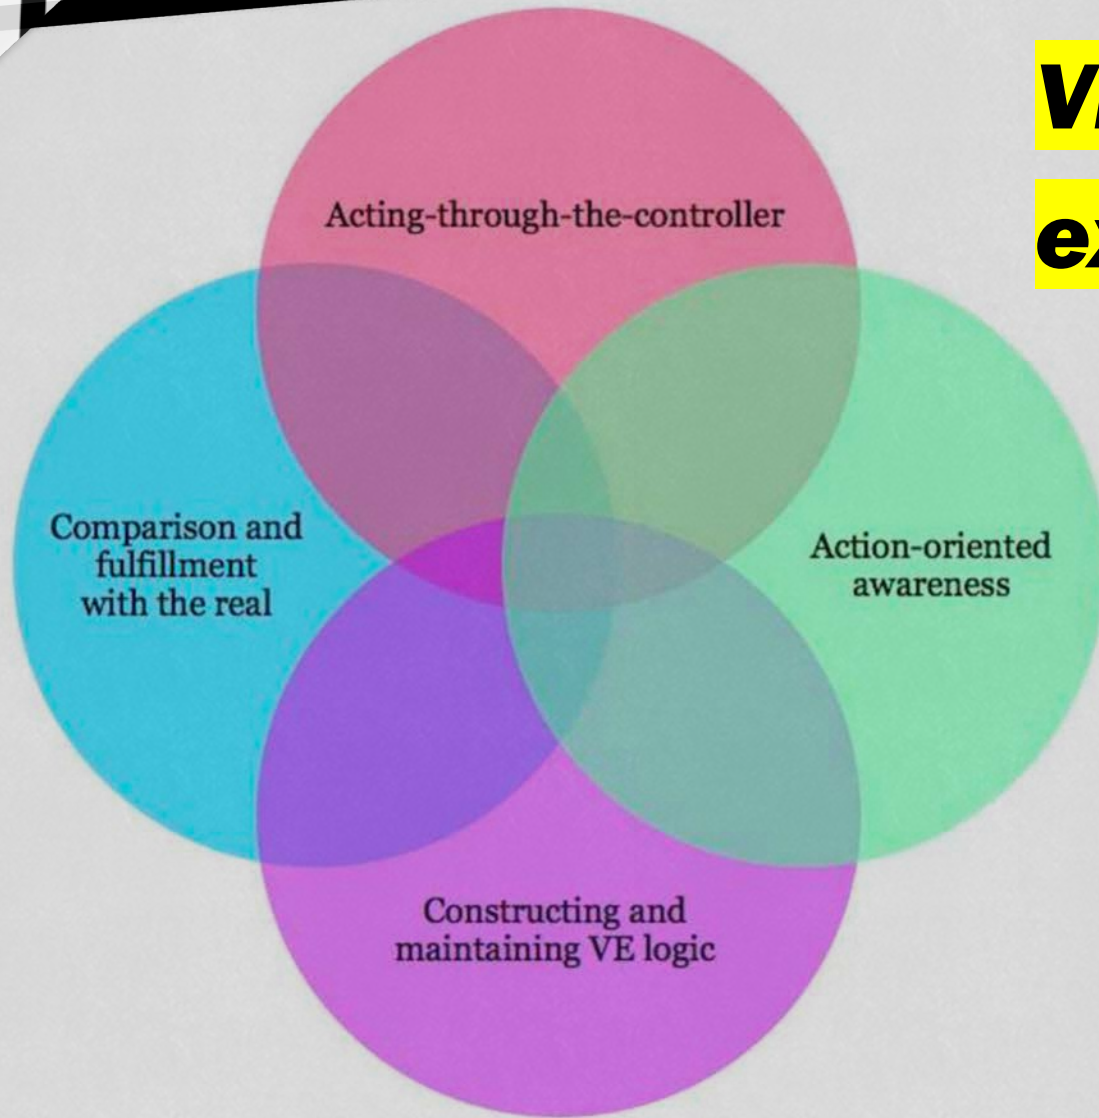 Acting-through-the-controller
Comparison and
fulfillment
with the real
Action-oriented
awareness
Constructing and
maintaining VE logic